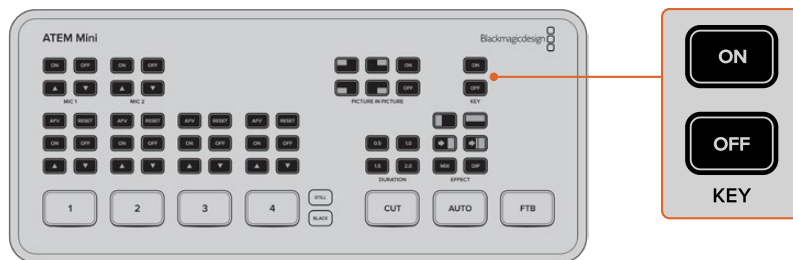 ATEM Mini
Blackmagicdesign
ON OFF ON OFF
MIC 1 MIC 2
ON ON
OFF OFF
PICTURE IN PICTURE KEY
AFV RESET AFV RESET AFV RESET AFV RESET
ON OFF ON OFF ON OFF ON OFF
0.5 1.0
1.5 2.0 MIX DIP
DURATION EFFECT
1 2 3 4 STILL BLACK CUT AUTO FTB
ON
OFF
KEY